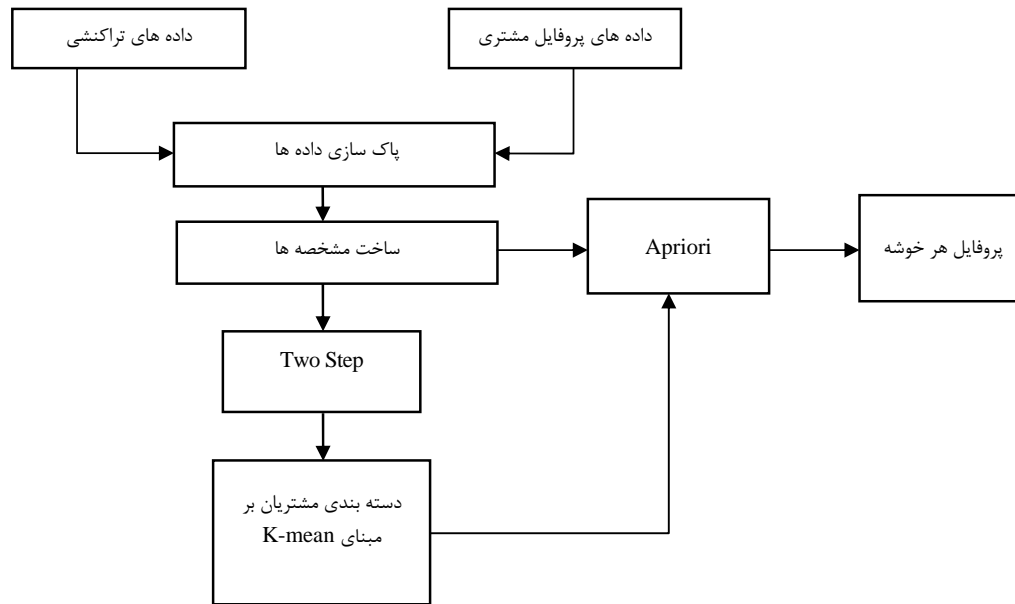 داده های پروفایل مشتری
داده های تراکنشی
پاک سازی داده ها
ساخت مشخصه ها
Apriori
پروفایل هر خوشه
Two Step
دسته بندی مشتریان بر
مبنای K-mean